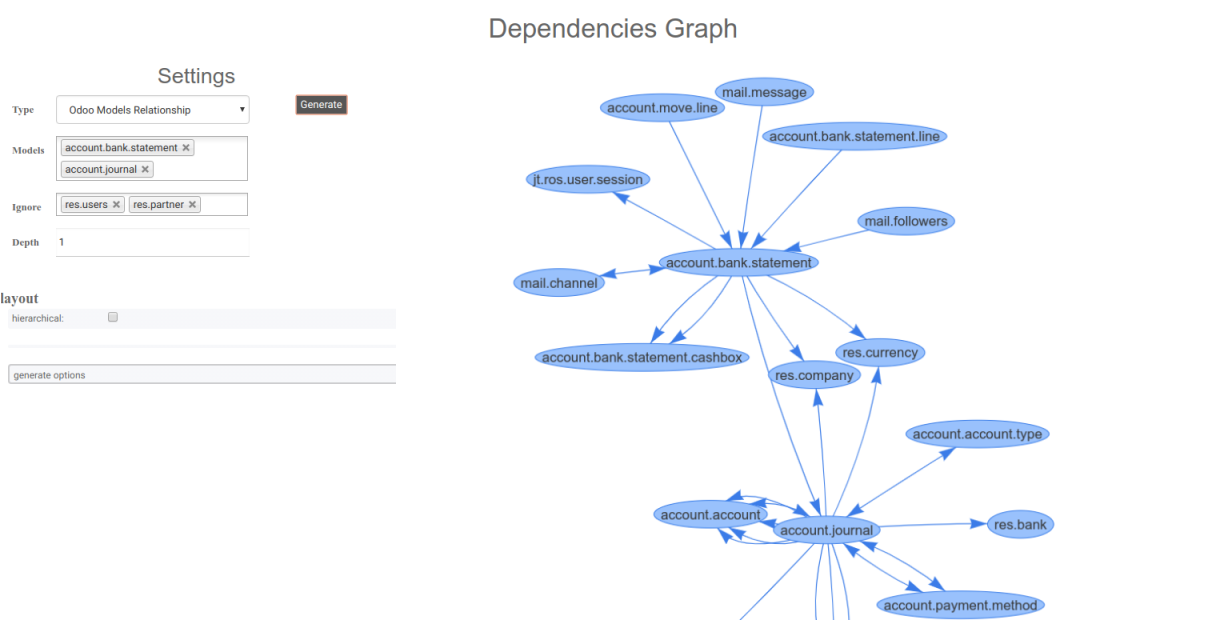 Dependencies Graph
Settings
Type
Odoo Models Relationship
Generate
Models
account.bank.statement ×
account.journal ×
Ignore
res.users × res.partner ×
Depth
1
layout
hierarchical:
generate options
mail.message
account.move.line
account.bank.statement.line
jt.ros.user.session
mail.followers
account.bank.statement
mail.channel
res.currency
account.bank.statement.cashbox
res.company
account.account.type
account.account
res.bank
account.journal
account.payment.method